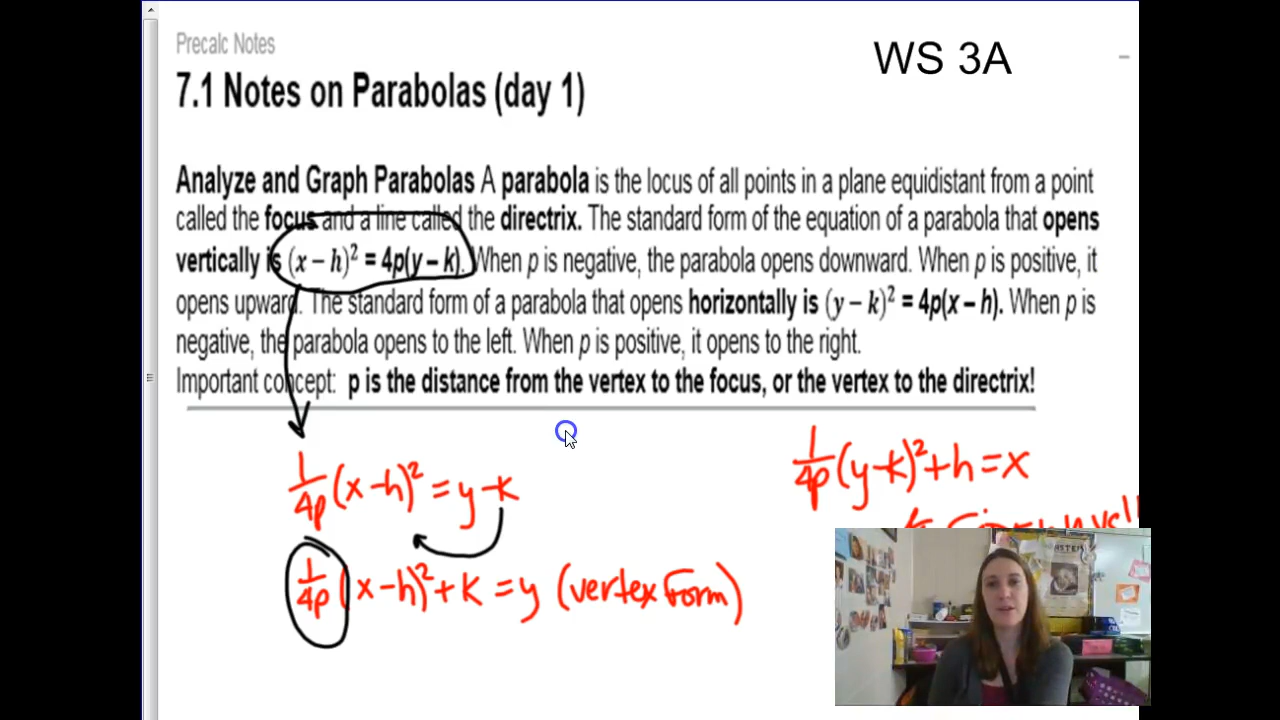 Precalc Notes
WS 3A
7.1 Notes on Parabolas (day 1)
Analyze and Graph Parabolas A parabola is the locus of all points in a plane equidistant from a point
called the focus and a line called the directrix. The standard form of the equation of a parabola that opens
vertically is (x – h)² = 4p(y – k). When p is negative, the parabola opens downward. When p is positive, it
opens upward. The standard form of a parabola that opens horizontally is (y – k)² = 4p(x – h). When p is
negative, the parabola opens to the left. When p is positive, it opens to the right.
Important concept: p is the distance from the vertex to the focus, or the vertex to the directrix!
1/4p (x-h)² = y-k
1/4p (y-k)² + h = x
1/4p (x-h)² + k = y (vertex form)